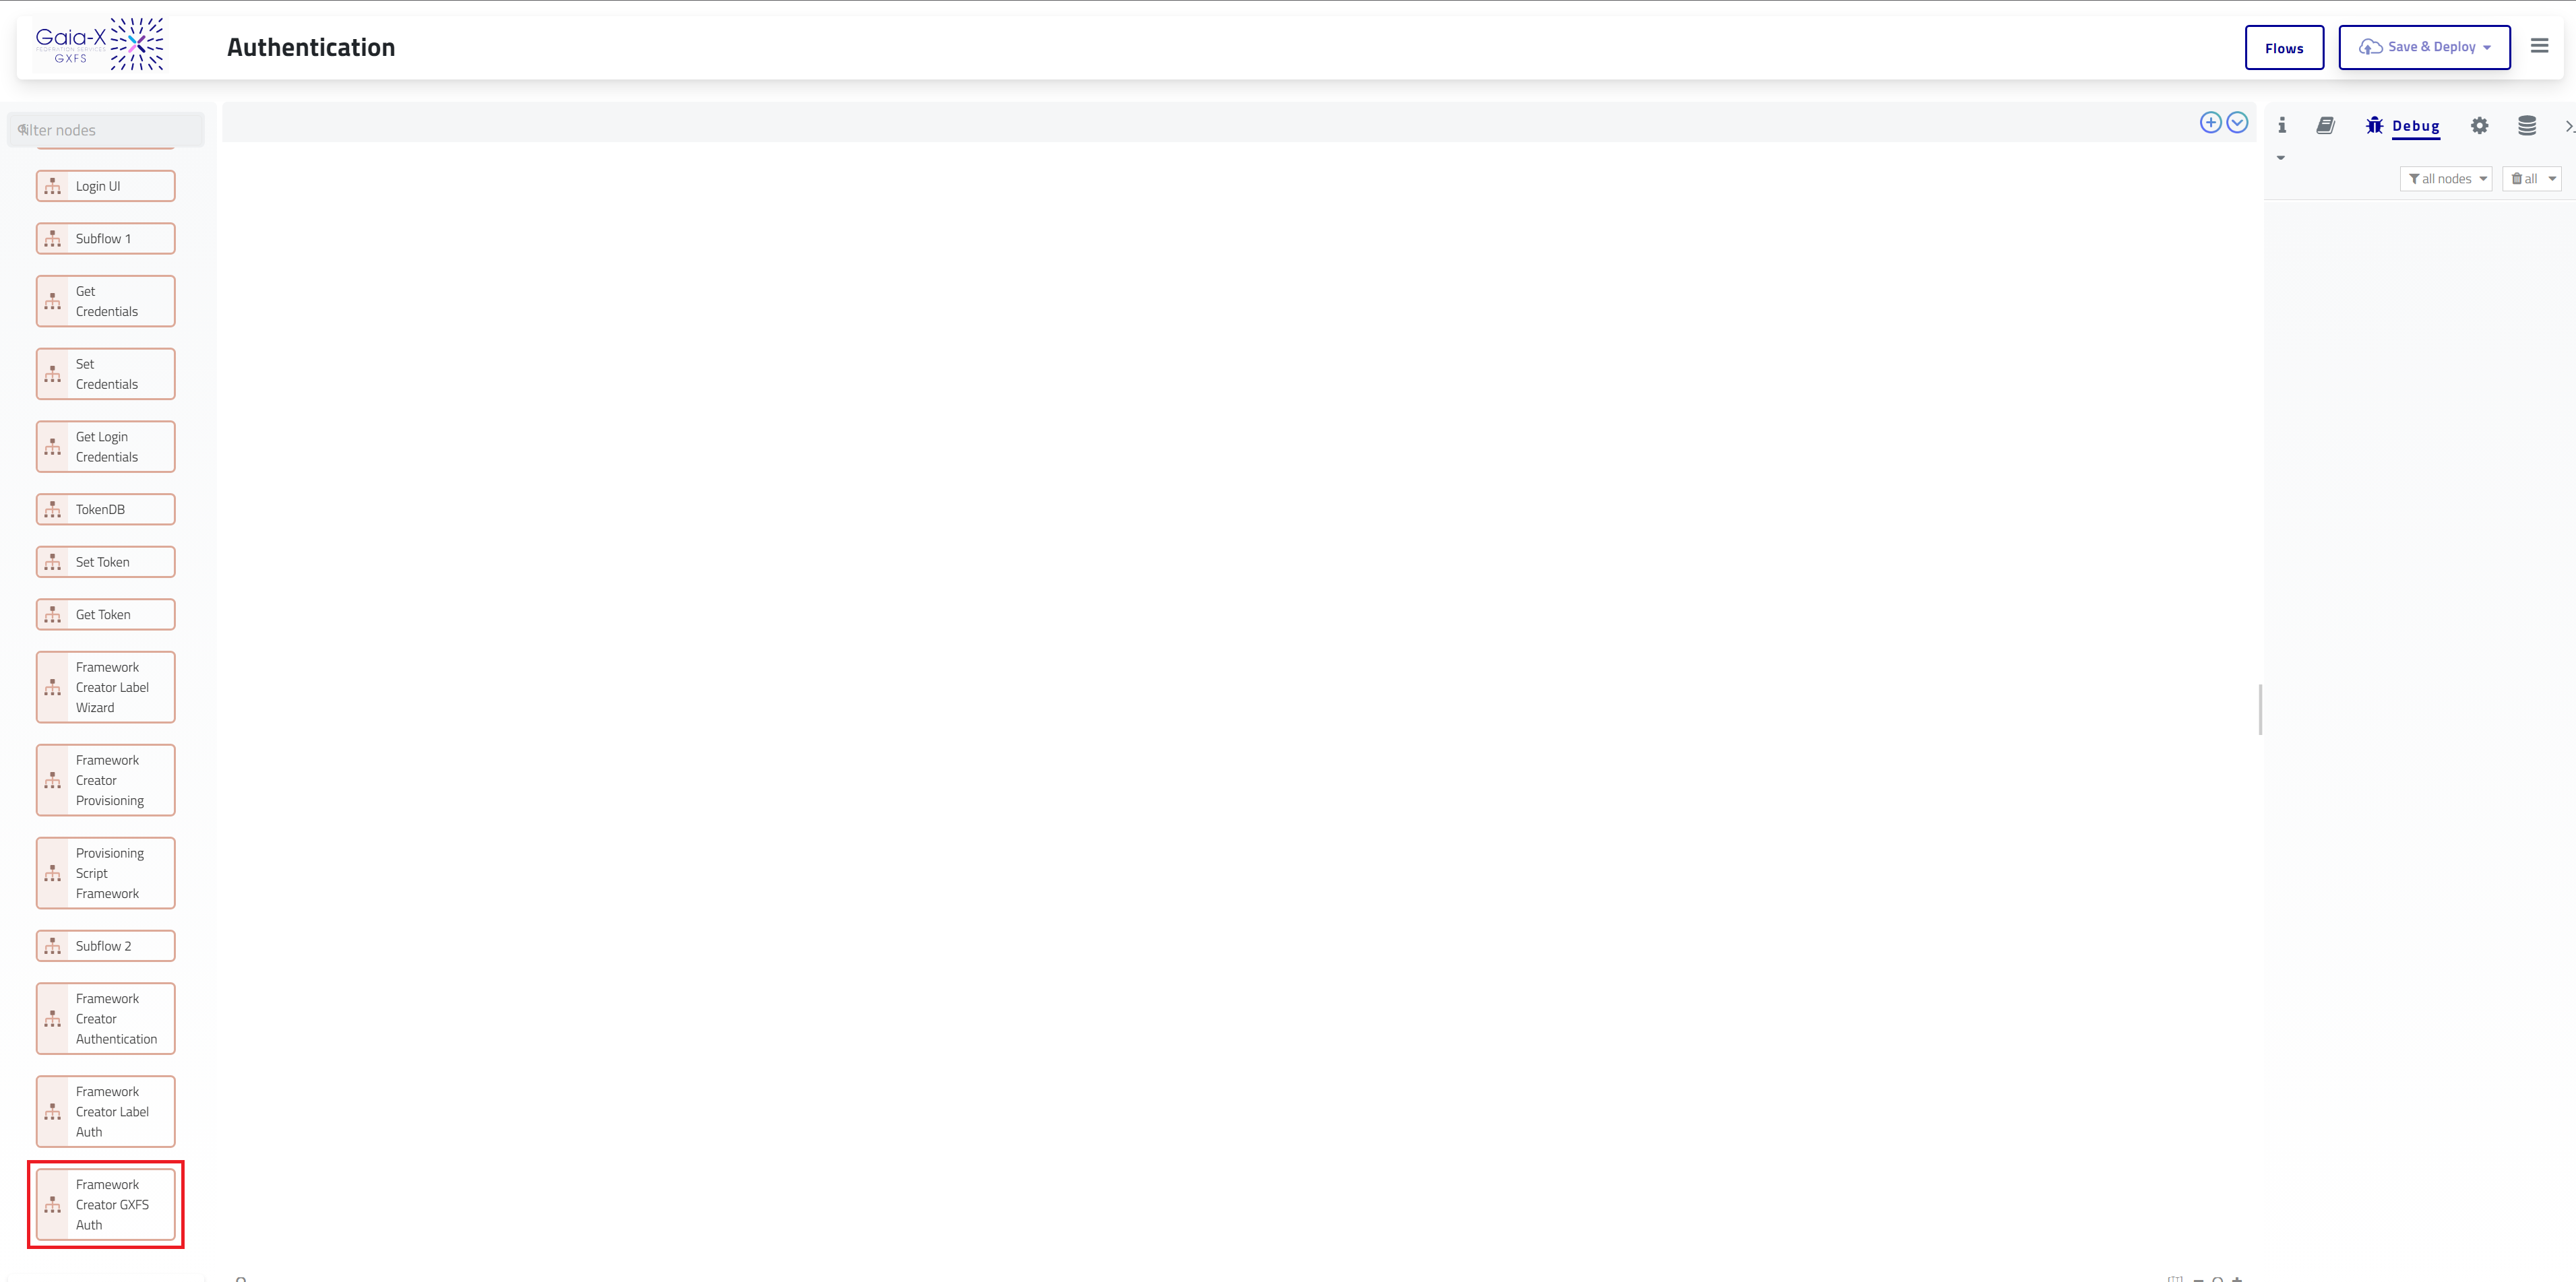 Gaia-X
FEDERATION SERVICES
GXFS
Authentication
Flows
Save & Deploy
filter nodes
Debug
all nodes
all
Login UI
Subflow 1
Get
Credentials
Set
Credentials
Get Login
Credentials
TokenDB
Set Token
Get Token
Framework
Creator Label
Wizard
Framework
Creator
Provisioning
Provisioning
Script
Framework
Subflow 2
Framework
Creator
Authentication
Framework
Creator Label
Auth
Framework
Creator GXFS
Auth